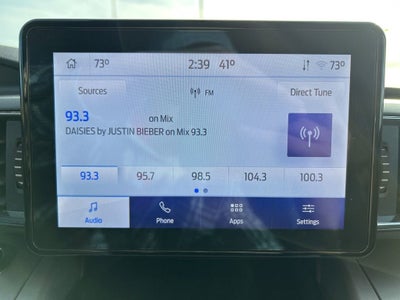 73° 2:39 41° 73°
Sources FM Direct Tune
93.3 on Mix
DAISIES by JUSTIN BIEBER on Mix 93.3
93.3 95.7 98.5 104.3 100.3
Audio Phone Apps Settings